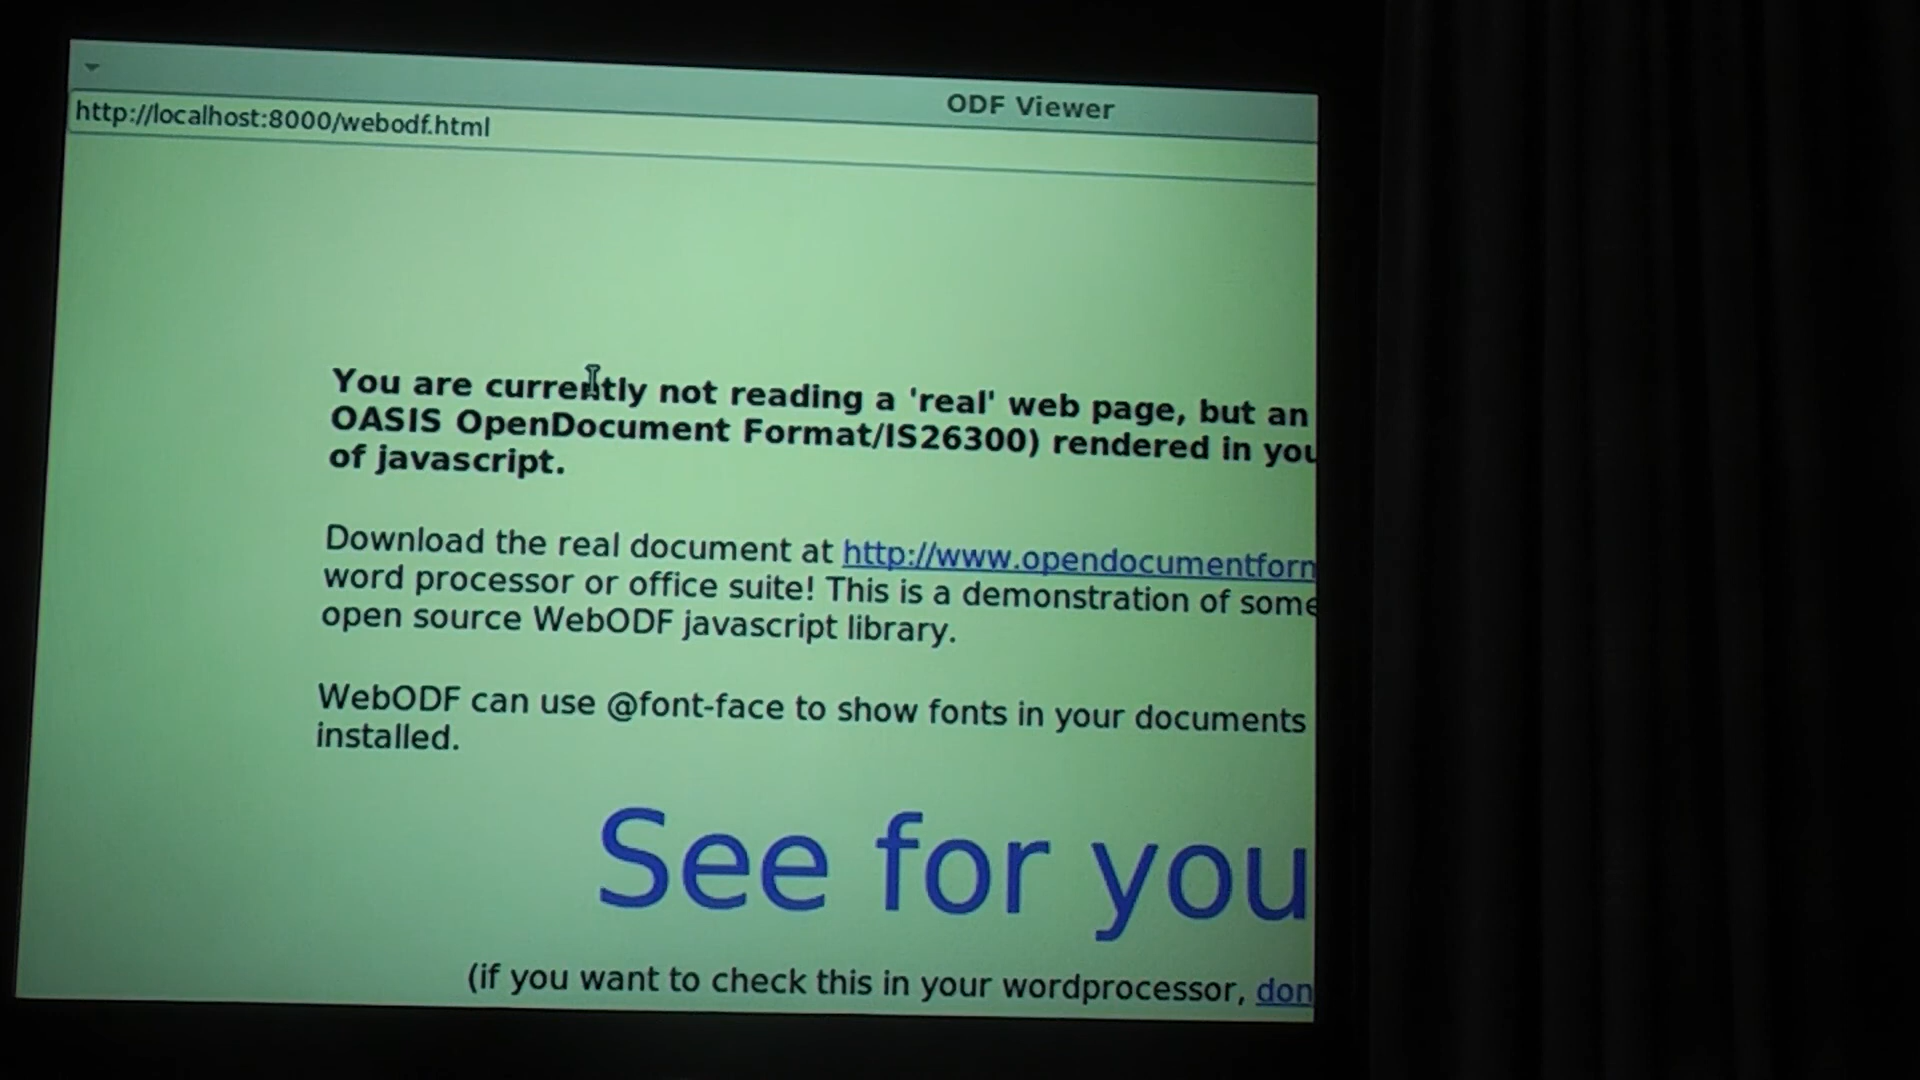 ODF Viewer
http://localhost:8000/webodf.html
You are currently not reading a 'real' web page, but an
OASIS OpenDocument Format/IS26300) rendered in you
of javascript.
Download the real document at http://www.opendocumentform
word processor or office suite! This is a demonstration of some
open source WebODF javascript library.
WebODF can use @font-face to show fonts in your documents
installed.
See for you
(if you want to check this in your wordprocessor, don